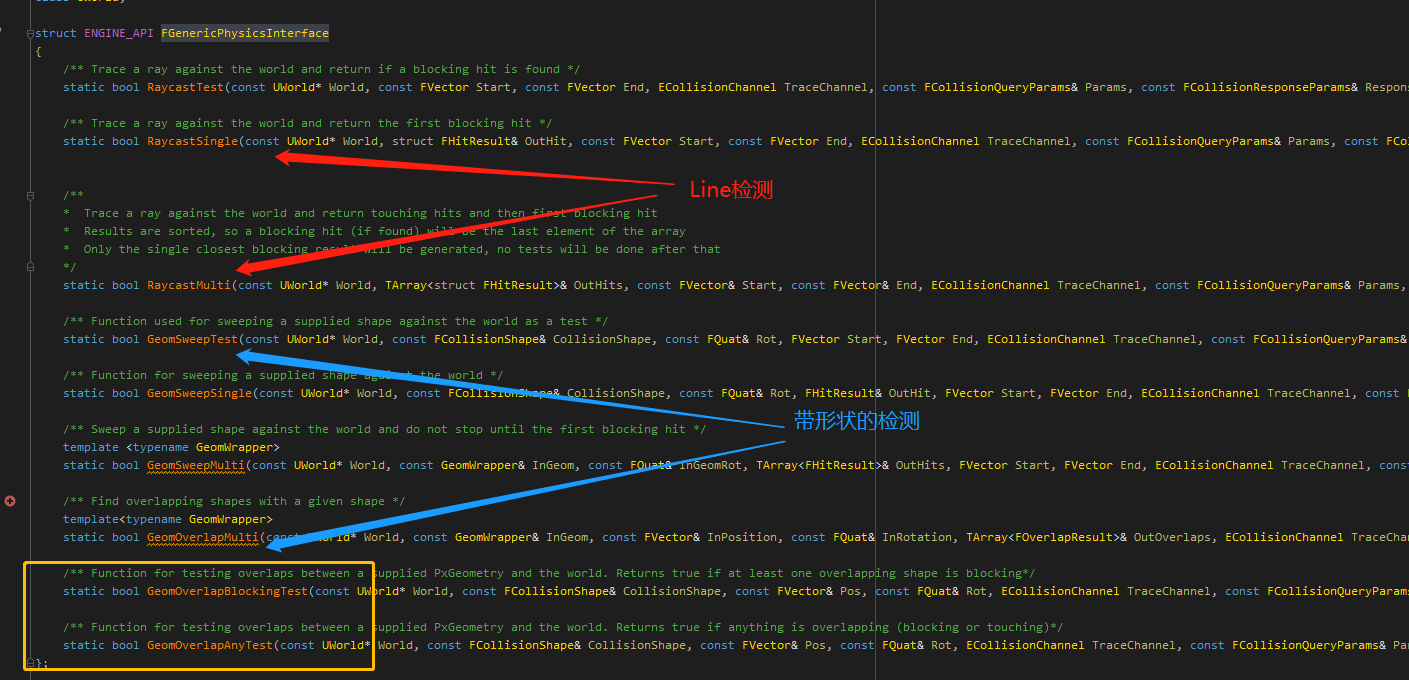 struct ENGINE_API FGenericPhysicsInterface
{
/** Trace a ray against the world and return if a blocking hit is found */
static bool RaycastTest(const UWorld* World, const FVector Start, const FVector End, ECollisionChannel TraceChannel, const FCollisionQueryParams& Params, const FCollisionResponseParams& Respon
/** Trace a ray against the world and return the first blocking hit */
static bool RaycastSingle(const UWorld* World, struct FHitResult& OutHit, const FVector Start, const FVector End, ECollisionChannel TraceChannel, const FCollisionQueryParams& Params, const FCo
Line检测
/**
* Trace a ray against the world and return touching hits and then first blocking hit
* Results are sorted, so a blocking hit (if found) will be the last element of the array
* Only the single closest blocking result will be generated, no tests will be done after that
*/
static bool RaycastMulti(const UWorld* World, TArray<struct FHitResult>& OutHits, const FVector& Start, const FVector& End, ECollisionChannel TraceChannel, const FCollisionQueryParams& Params,
/** Function used for sweeping a supplied shape against the world as a test */
static bool GeomSweepTest(const UWorld* World, const FCollisionShape& CollisionShape, const FQuat& Rot, FVector Start, FVector End, ECollisionChannel TraceChannel, const FCollisionQueryParams&
/** Function for sweeping a supplied shape against the world */
static bool GeomSweepSingle(const UWorld* World, const FCollisionShape& CollisionShape, const FQuat& Rot, FHitResult& OutHit, FVector Start, FVector End, ECollisionChannel TraceChannel, const
带形状的检测
/** Sweep a supplied shape against the world and do not stop until the first blocking hit */
template <typename GeomWrapper>
static bool GeomSweepMulti(const UWorld* World, const GeomWrapper& InGeom, const FQuat& InGeomRot, TArray<FHitResult>& OutHits, FVector Start, FVector End, ECollisionChannel TraceChannel, cons
/** Find overlapping shapes with a given shape */
template<typename GeomWrapper>
static bool GeomOverlapMulti(const UWorld* World, const GeomWrapper& InGeom, const FVector& InPosition, const FQuat& InRotation, TArray<FOverlapResult>& OutOverlaps, ECollisionChannel TraceCha
/** Function for testing overlaps between a supplied PxGeometry and the world. Returns true if at least one overlapping shape is blocking*/
static bool GeomOverlapBlockingTest(const UWorld* World, const FCollisionShape& CollisionShape, const FVector& Pos, const FQuat& Rot, ECollisionChannel TraceChannel, const FCollisionQueryParams
/** Function for testing overlaps between a supplied PxGeometry and the world. Returns true if anything is overlapping (blocking or touching)*/
static bool GeomOverlapAnyTest(const UWorld* World, const FCollisionShape& CollisionShape, const FVector& Pos, const FQuat& Rot, ECollisionChannel TraceChannel, const FCollisionQueryParams& Pa
};